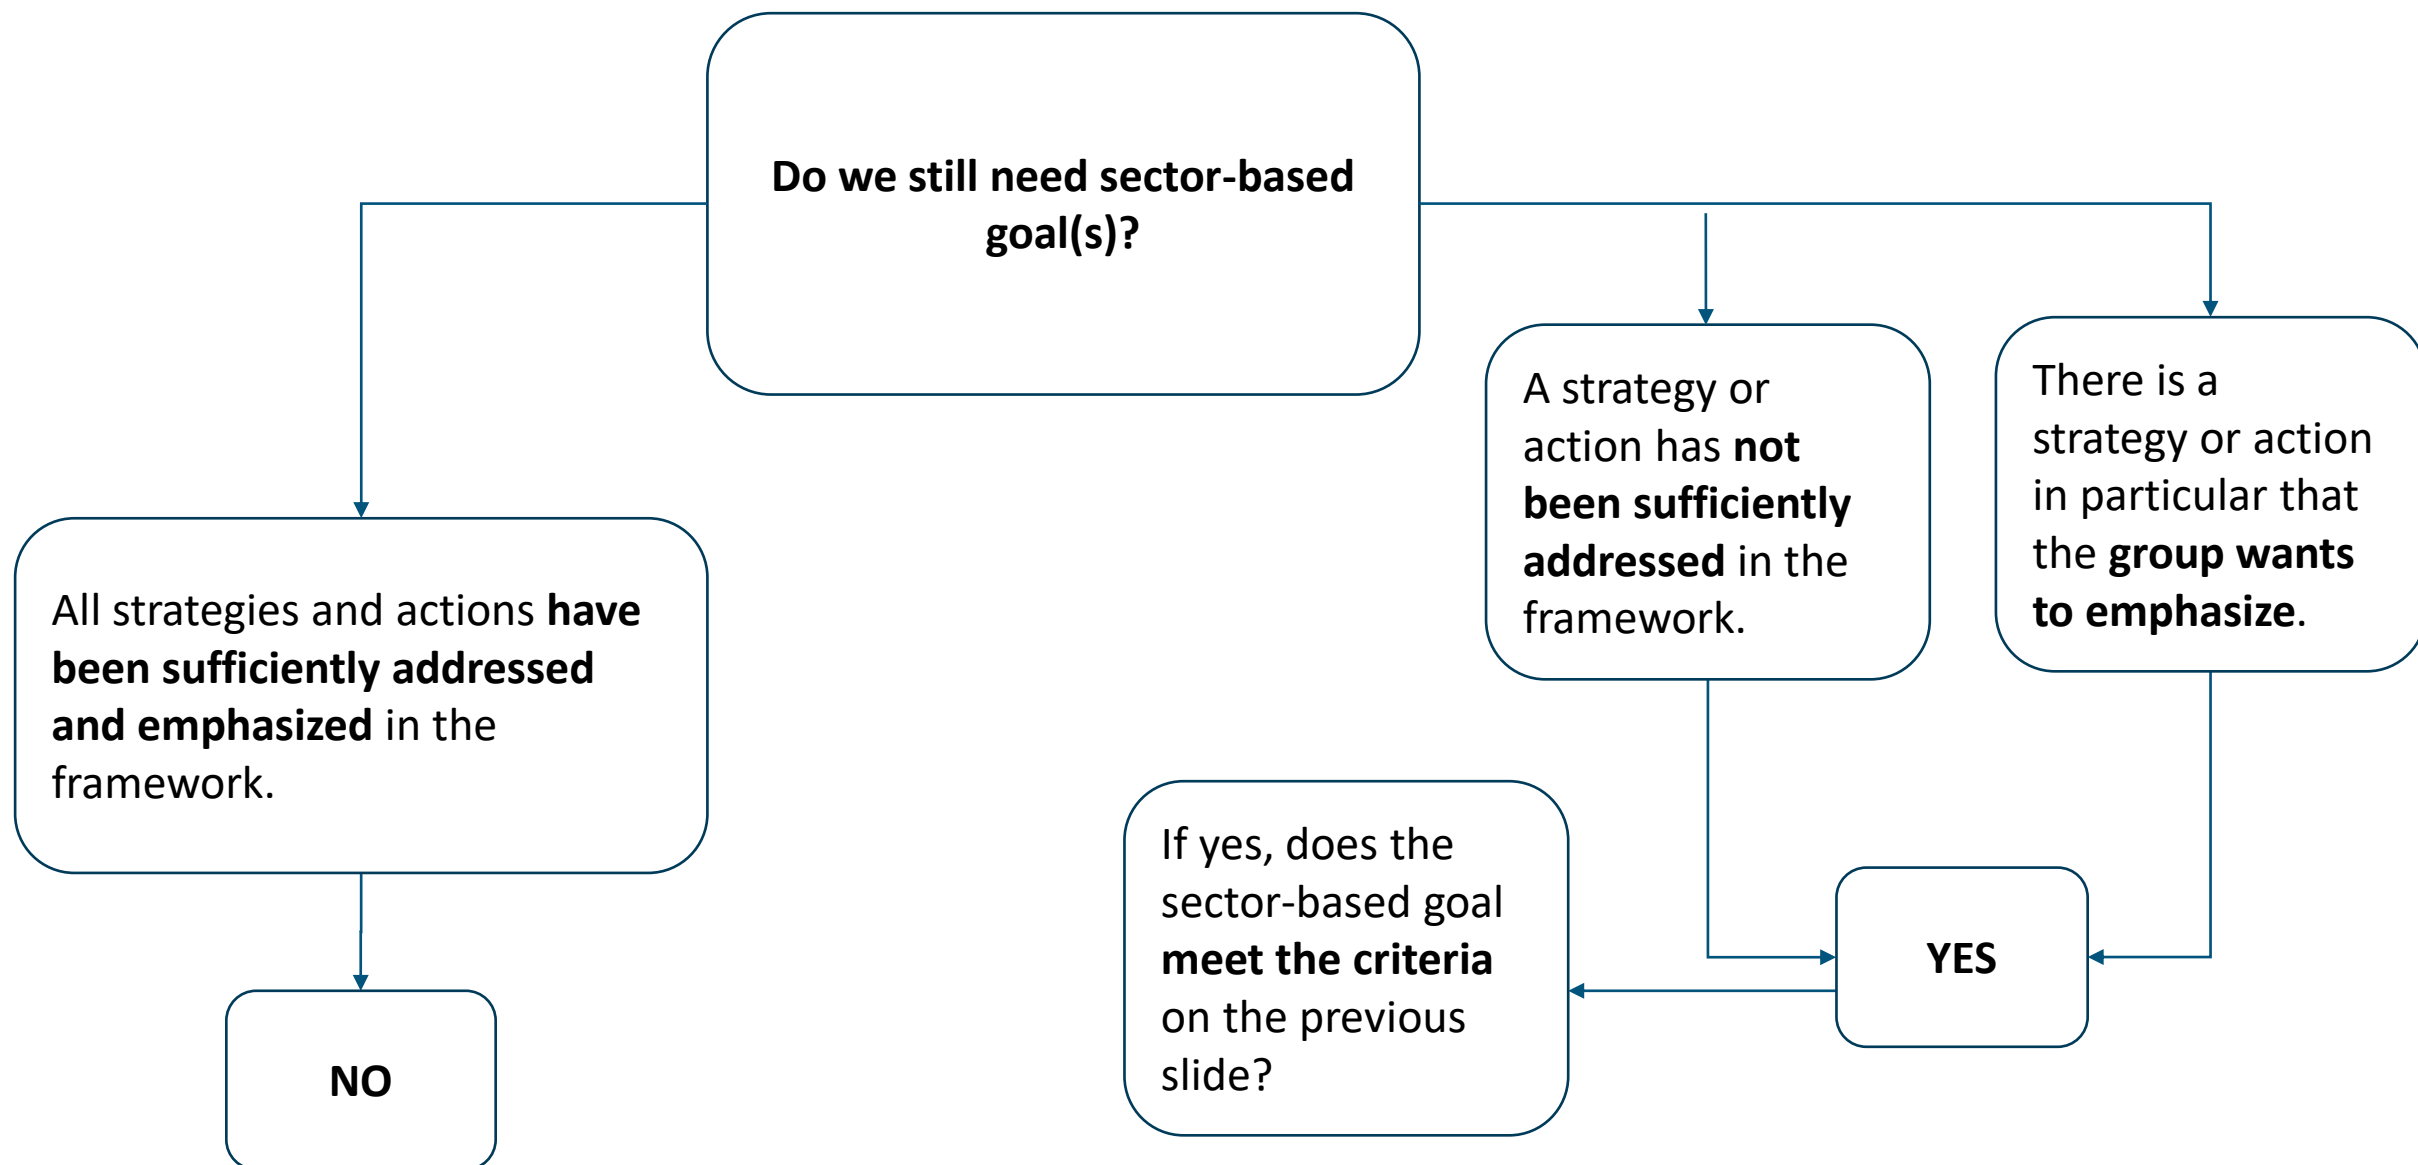 Do we still need sector-based
goal(s)?
All strategies and actions have
been sufficiently addressed
and emphasized in the
framework.
NO
A strategy or
action has not
been sufficiently
addressed in the
framework.
There is a
strategy or action
in particular that
the group wants
to emphasize.
YES
If yes, does the
sector-based goal
meet the criteria
on the previous
slide?